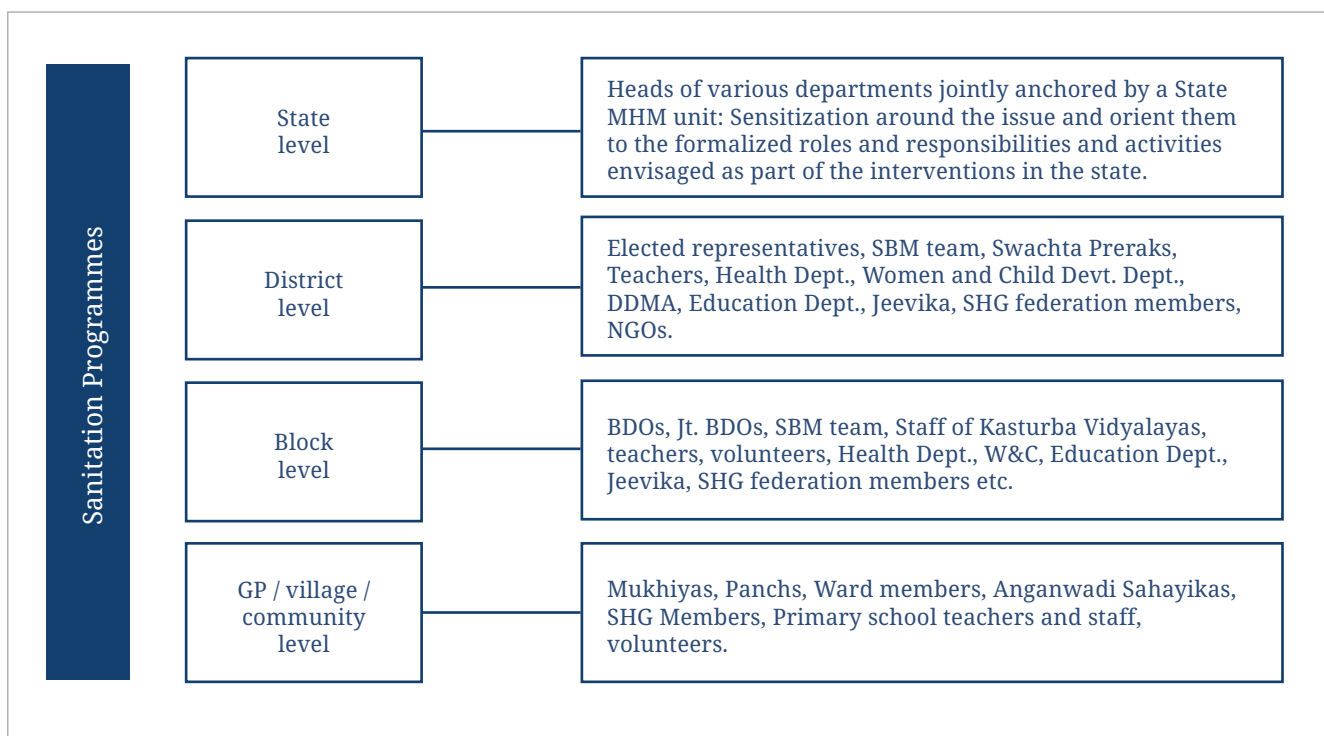 Sanitation Programmes
State
level
Heads of various departments jointly anchored by a State
MHM unit: Sensitization around the issue and orient them
to the formalized roles and responsibilities and activities
envisaged as part of the interventions in the state.
District
level
Elected representatives, SBM team, Swachta Preraks,
Teachers, Health Dept., Women and Child Devt. Dept.,
DDMA, Education Dept., Jeevika, SHG federation members,
NGOs.
Block
level
BDOs, Jt. BDOs, SBM team, Staff of Kasturba Vidyalayas,
teachers, volunteers, Health Dept., W&C, Education Dept.,
Jeevika, SHG federation members etc.
GP / village /
community
level
Mukhiyas, Panchs, Ward members, Anganwadi Sahayikas,
SHG Members, Primary school teachers and staff,
volunteers.